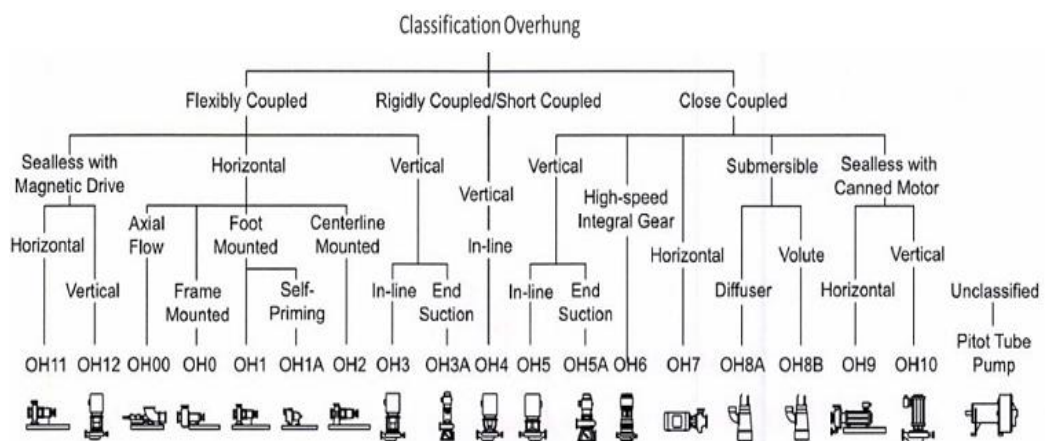 Classification Overhung
Flexibly Coupled
Rigidly Coupled/Short Coupled
Close Coupled
Sealless with
Magnetic Drive
Horizontal
Vertical
Vertical
Vertical
High-speed
Integral Gear
Submersible
Sealless with
Canned Motor
Horizontal
Vertical
Axial
Flow
Frame
Mounted
Foot
Mounted
Self-
Priming
Centerline
Mounted
In-line
End
Suction
In-line
In-line
End
Suction
Horizontal
Diffuser
Volute
Horizontal
Vertical
Unclassified
Pitot Tube
Pump
OH11 OH12 OH00 OH0 OH1 OH1A OH2 OH3 OH3A OH4 OH5 OH5A OH6 OH7 OH8A OH8B OH9 OH10